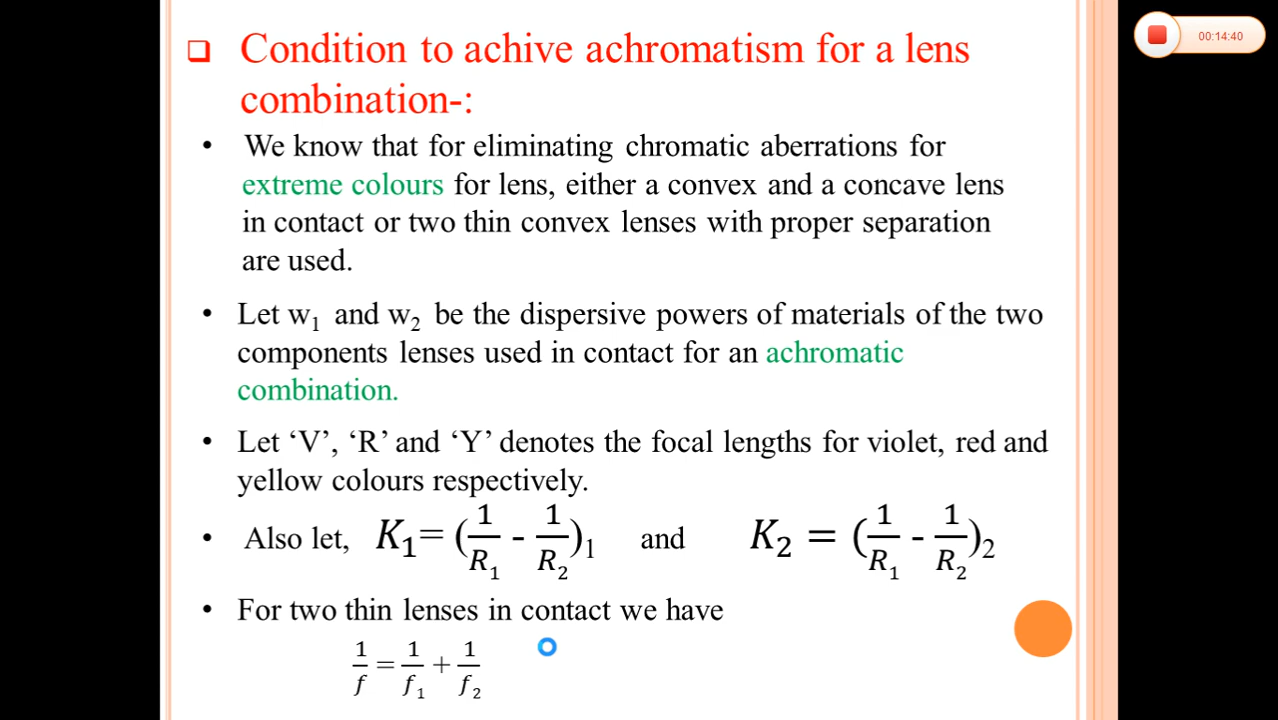 00:14:40
❑ Condition to achive achromatism for a lens
combination-:
• We know that for eliminating chromatic aberrations for
extreme colours for lens, either a convex and a concave lens
in contact or two thin convex lenses with proper separation
are used.
• Let w₁ and w₂ be the dispersive powers of materials of the two
components lenses used in contact for an achromatic
combination.
• Let ‘V’, ‘R’ and ‘Y’ denotes the focal lengths for violet, red and
yellow colours respectively.
• Also let, K₁= (1/R₁ - 1/R₂)₁ and K₂ = (1/R₁ - 1/R₂)₂
• For two thin lenses in contact we have
1/f = 1/f₁ + 1/f₂